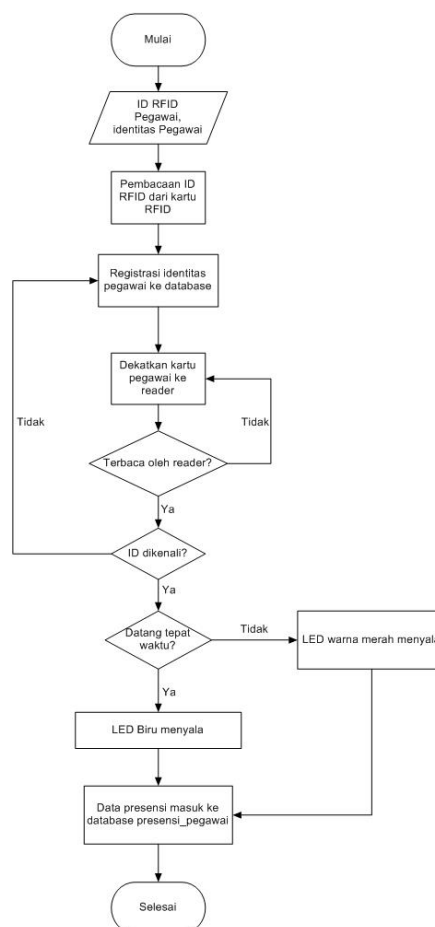 Mulai
ID RFID
Pegawai,
identitas Pegawai
Pembacaan ID
RFID dari kartu
RFID
Registrasi identitas
pegawai ke database
Dekatkan kartu
pegawai ke
reader
Tidak
Tidak
Terbaca oleh reader?
Ya
ID dikenali?
Ya
Datang tepat
waktu?
Tidak
LED warna merah menyala
Ya
LED Biru menyala
Data presensi masuk ke
database presensi_pegawai
Selesai